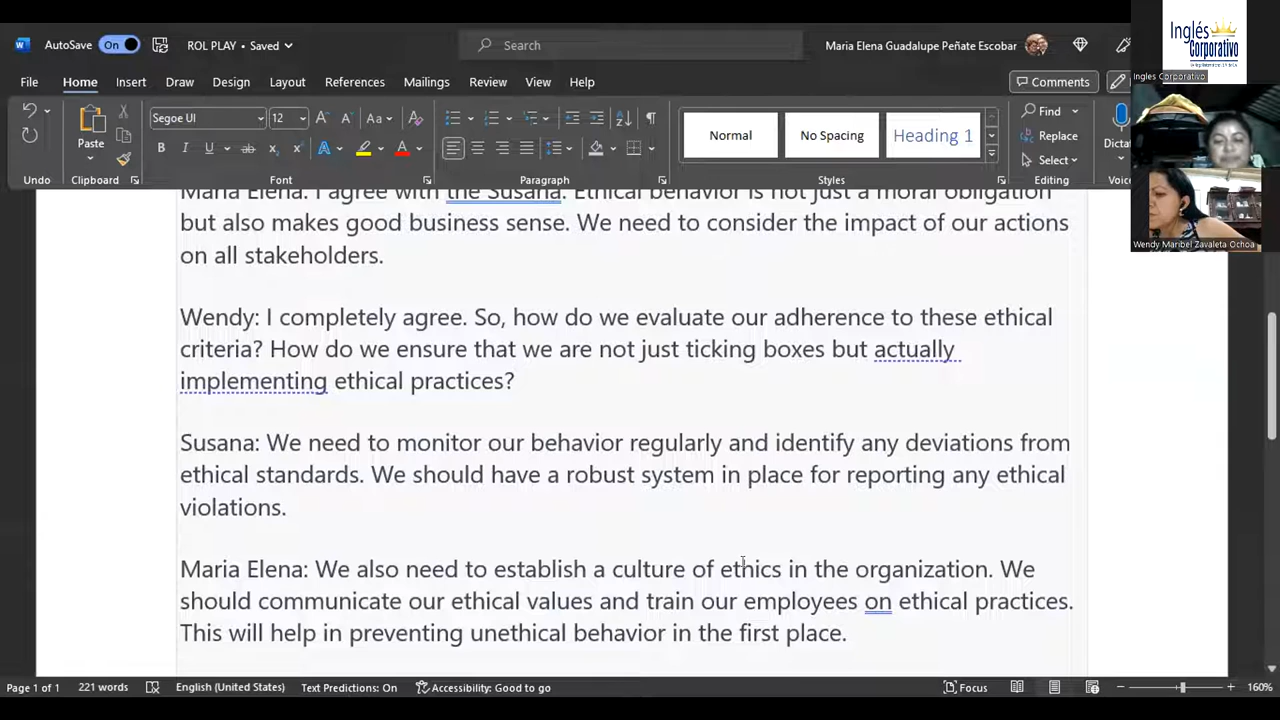 AutoSave On ROL PLAY • Saved Search Maria Elena Guadalupe Peñate Escobar
Inglés
Corporativo
Ingles Corporativo
File Home Insert Draw Design Layout References Mailings Review View Help Comments
Paste Segoe UI 12 Normal No Spacing Heading 1 Find
Replace
Select
Dictat
Undo Clipboard Font Paragraph Styles Editing Voice
Wendy Maribel Zavaleta Ochoa
Maria Elena: I agree with the Susana. Ethical behavior is not just a moral obligation
but also makes good business sense. We need to consider the impact of our actions
on all stakeholders.
Wendy: I completely agree. So, how do we evaluate our adherence to these ethical
criteria? How do we ensure that we are not just ticking boxes but actually
implementing ethical practices?
Susana: We need to monitor our behavior regularly and identify any deviations from
ethical standards. We should have a robust system in place for reporting any ethical
violations.
Maria Elena: We also need to establish a culture of ethics in the organization. We
should communicate our ethical values and train our employees on ethical practices.
This will help in preventing unethical behavior in the first place.
Page 1 of 1 221 words English (United States) Text Predictions: On Accessibility: Good to go Focus 160%